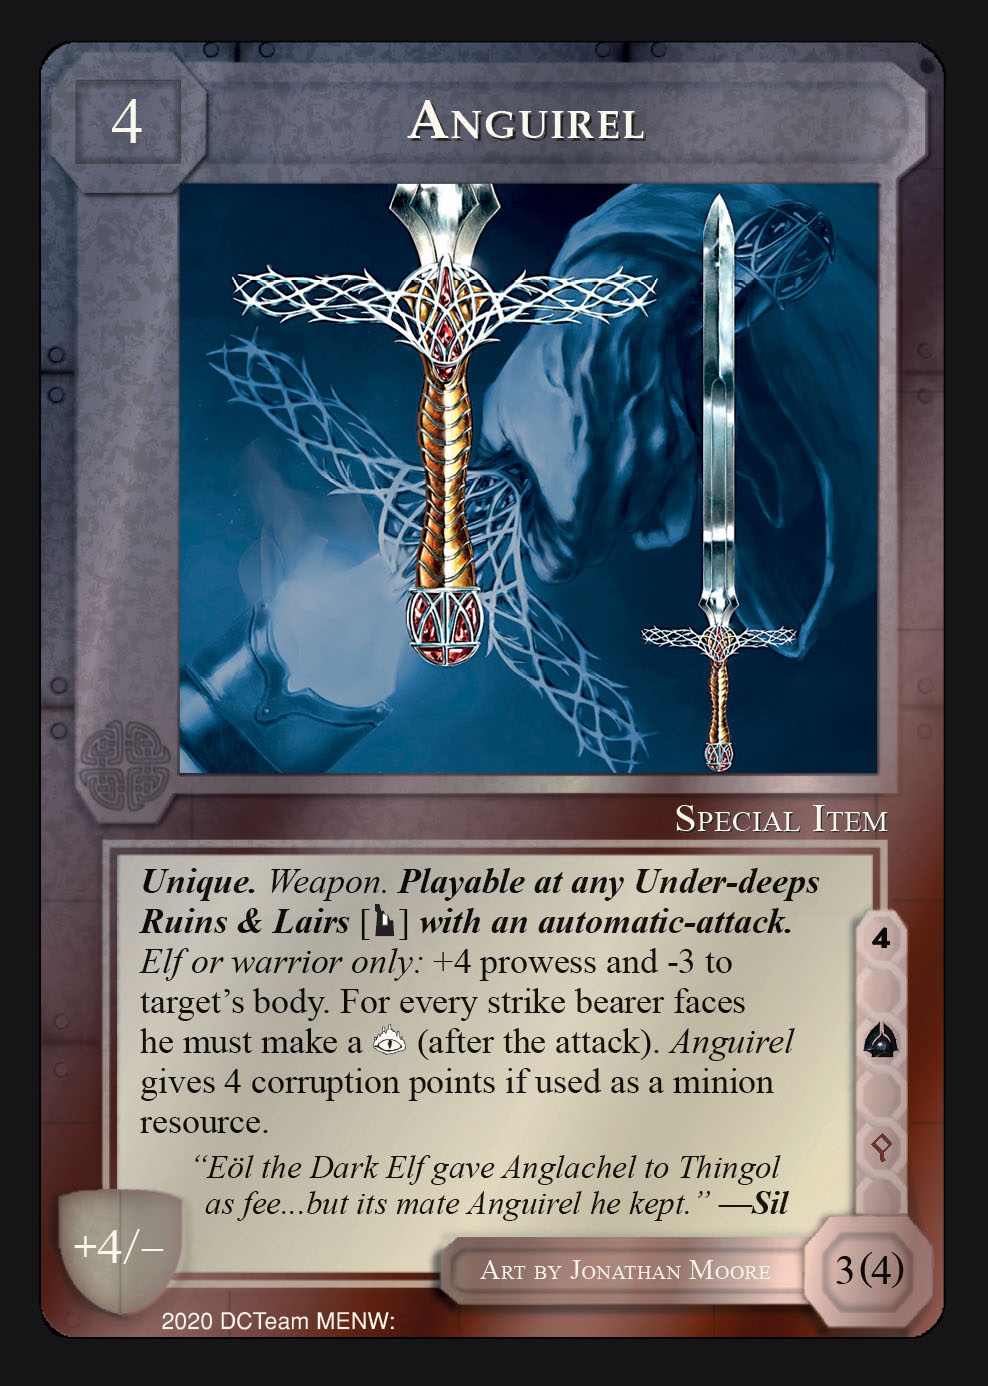 4
ANGUIREL
SPECIAL ITEM
Unique. Weapon. Playable at any Under-deeps
Ruins & Lairs [ ] with an automatic-attack.
Elf or warrior only: +4 prowess and -3 to
target’s body. For every strike bearer faces
he must make a (after the attack). Anguirel
gives 4 corruption points if used as a minion
resource.
“Eöl the Dark Elf gave Anglachel to Thingol
as fee...but its mate Anguirel he kept.” —Sil
4
+4/–
ART BY JONATHAN MOORE
3(4)
2020 DCTeam MENW: